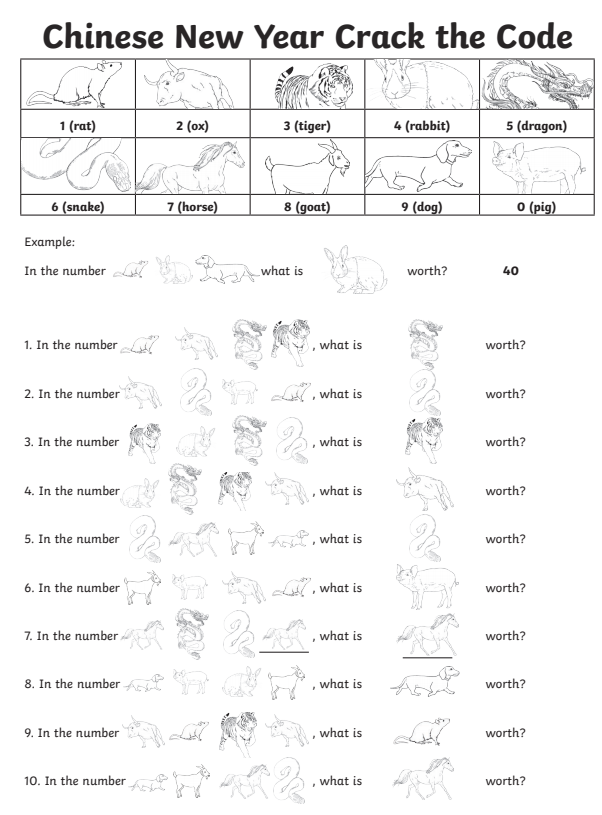 Chinese New Year Crack the Code
1 (rat) 2 (ox) 3 (tiger) 4 (rabbit) 5 (dragon)
6 (snake) 7 (horse) 8 (goat) 9 (dog) 0 (pig)
Example:
In the number what is worth? 40
1. In the number , what is worth?
2. In the number , what is worth?
3. In the number , what is worth?
4. In the number , what is worth?
5. In the number , what is worth?
6. In the number , what is worth?
7. In the number , what is worth?
8. In the number , what is worth?
9. In the number , what is worth?
10. In the number , what is worth?